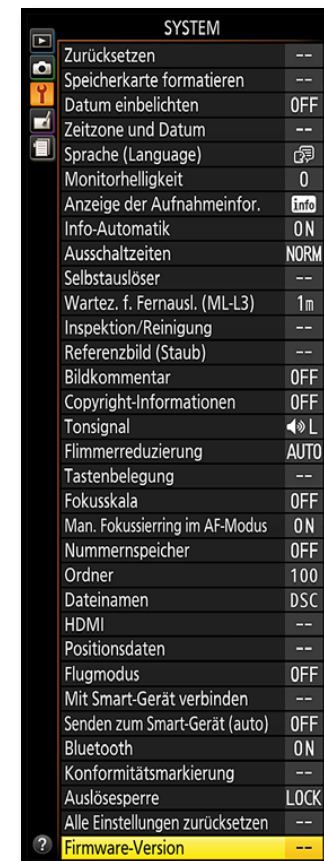 SYSTEM
Zurücksetzen --
Speicherkarte formatieren --
Datum einbelichten OFF
Zeitzone und Datum --
Sprache (Language)
Monitorhelligkeit 0
Anzeige der Aufnahmeinfor. info
Info-Automatik ON
Ausschaltzeiten NORM
Selbstauslöser --
Wartez. f. Fernausl. (ML-L3) 1m
Inspektion/Reinigung --
Referenzbild (Staub) --
Bildkommentar OFF
Copyright-Informationen OFF
Tonsignal L
Flimmerreduzierung AUTO
Tastenbelegung --
Fokusskala OFF
Man. Fokussierring im AF-Modus ON
Nummernspeicher OFF
Ordner 100
Dateinamen DSC
HDMI --
Positionsdaten --
Flugmodus OFF
Mit Smart-Gerät verbinden --
Senden zum Smart-Gerät (auto) OFF
Bluetooth ON
Konformitätsmarkierung --
Auslösesperre LOCK
Alle Einstellungen zurücksetzen --
? Firmware-Version --